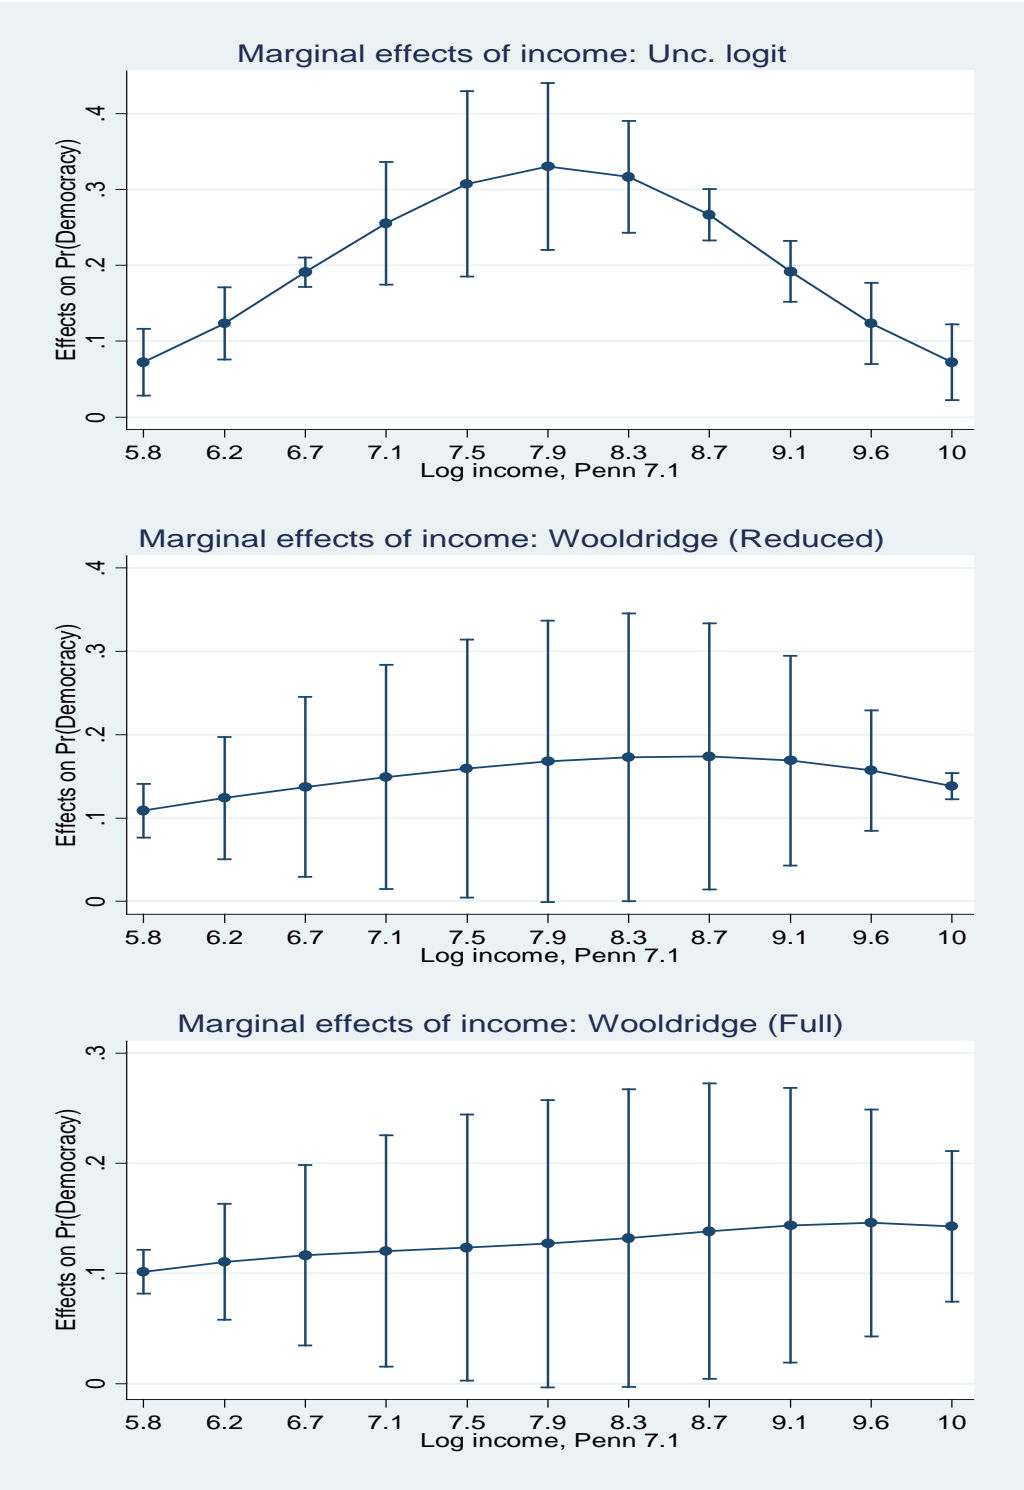 Marginal effects of income: Unc. logit
Effects on Pr(Democracy)
.4
.3
.2
.1
0
5.8 6.2 6.7 7.1 7.5 7.9 8.3 8.7 9.1 9.6 10
Log income, Penn 7.1
Marginal effects of income: Wooldridge (Reduced)
Effects on Pr(Democracy)
.4
.3
.2
.1
0
5.8 6.2 6.7 7.1 7.5 7.9 8.3 8.7 9.1 9.6 10
Log income, Penn 7.1
Marginal effects of income: Wooldridge (Full)
Effects on Pr(Democracy)
.3
.2
.1
0
5.8 6.2 6.7 7.1 7.5 7.9 8.3 8.7 9.1 9.6 10
Log income, Penn 7.1